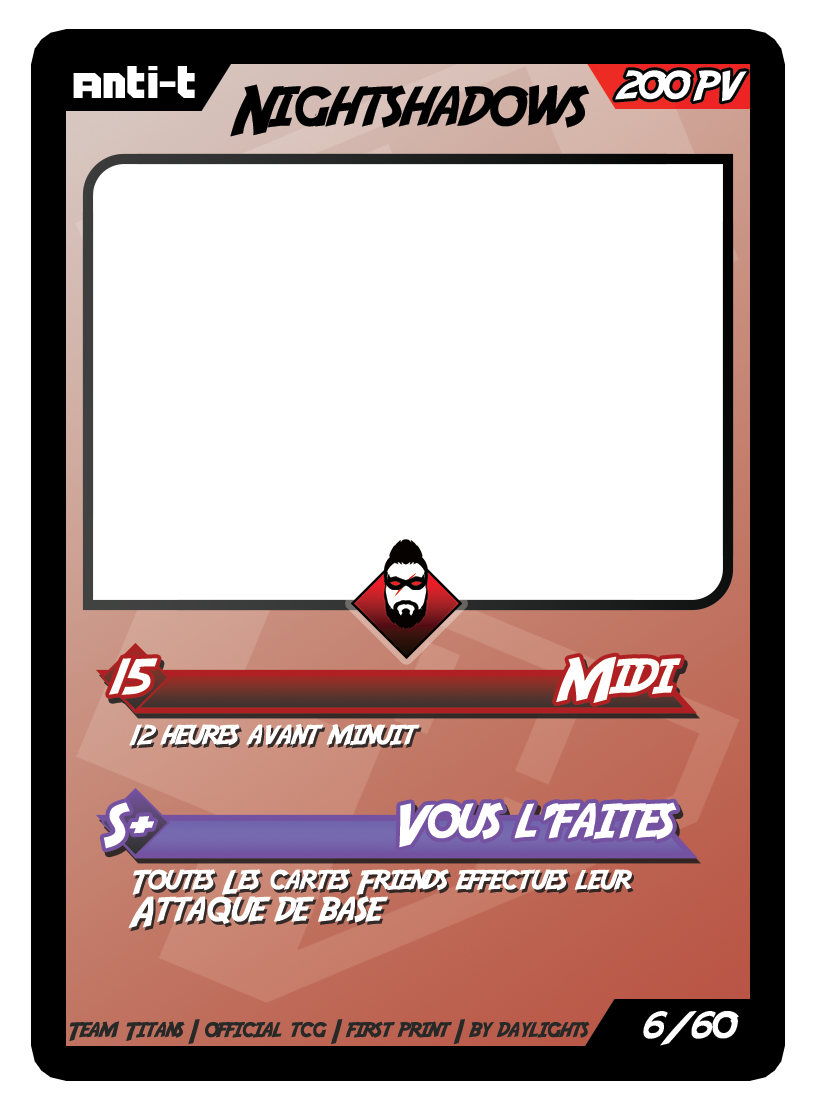 anti-t
Nightshadows
200 PV
15
Midi
12 heures avant minuit
S+
Vous l'faites
Toutes Les cartes Friends effectues leur
Attaque de base
Team Titans | official tcg | first print | by daylights
6/60